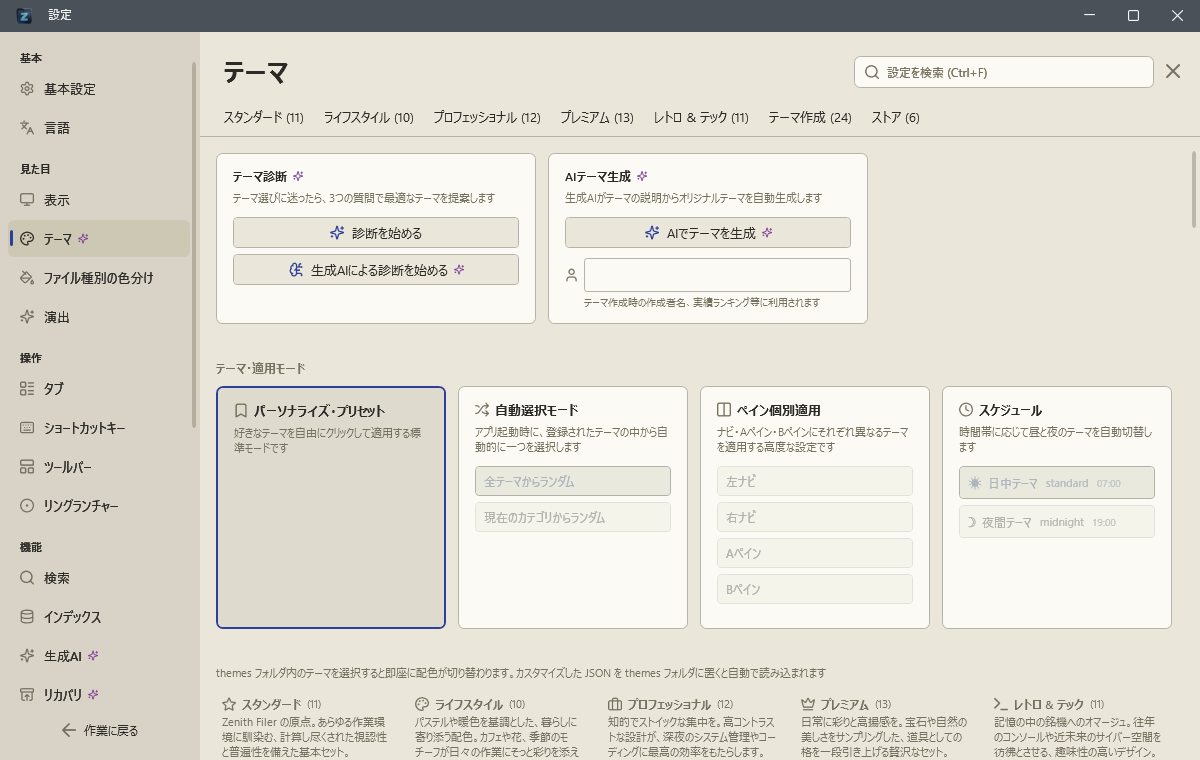 設定
基本
基本設定
言語
見た目
表示
テーマ
ファイル種別の色分け
演出
操作
タブ
ショートカットキー
ツールバー
リングランチャー
機能
検索
インデックス
生成AI
リカバリ
作業に戻る
テーマ
設定を検索 (Ctrl+F)
スタンダード (11) ライフスタイル (10) プロフェッショナル (12) プレミアム (13) レトロ & テック (11) テーマ作成 (24) ストア (6)
テーマ診断
テーマ選びに迷ったら、3つの質問で最適なテーマを提案します
診断を始める
生成AIによる診断を始める
AIテーマ生成
生成AIがテーマの説明からオリジナルテーマを自動生成します
AIでテーマを生成
テーマ作成時の作成者名、実績ランキング等に利用されます
テーマ・適用モード
パーソナライズ・プリセット
好きなテーマを自由にクリックして適用する標
準モードです
自動選択モード
アプリ起動時に、登録されたテーマの中から自
動的に一つを選択します
全テーマからランダム
現在のカテゴリからランダム
ペイン個別適用
ナビ・Aペイン・Bペインにそれぞれ異なるテーマ
を適用する高度な設定です
左ナビ
右ナビ
Aペイン
Bペイン
スケジュール
時間帯に応じて昼と夜のテーマを自動切替し
ます
日中テーマ standard 07:00
夜間テーマ midnight 19:00
themes フォルダ内のテーマを選択すると即座に配色が切り替わります。カスタマイズした JSON を themes フォルダに置くと自動で読み込まれます
スタンダード (11)
Zenith Filer の原点。あらゆる作業環
境に馴染む、計算し尽くされた視認性
と普遍性を備えた基本セット。
ライフスタイル (10)
パステルや暖色を基調とした、暮らしに
寄り添う配色。カフェや花、季節のモ
チーフが日々の作業にそっと彩りを添え
プロフェッショナル (12)
知的でストイックな集中を。高コントラス
トな設計が、深夜のシステム管理やコー
ディングに最高の効率をもたらします。
プレミアム (13)
日常に彩りと高揚感を。宝石や自然の
美しさをサンプリングした、道具としての
格を一段引き上げる贅沢なセット。
レトロ & テック (11)
記憶の中の銘機へのオマージュ。往年
のコンソールや近未来のサイバー空間を
彷彿とさせる、趣味性の高いデザイン。